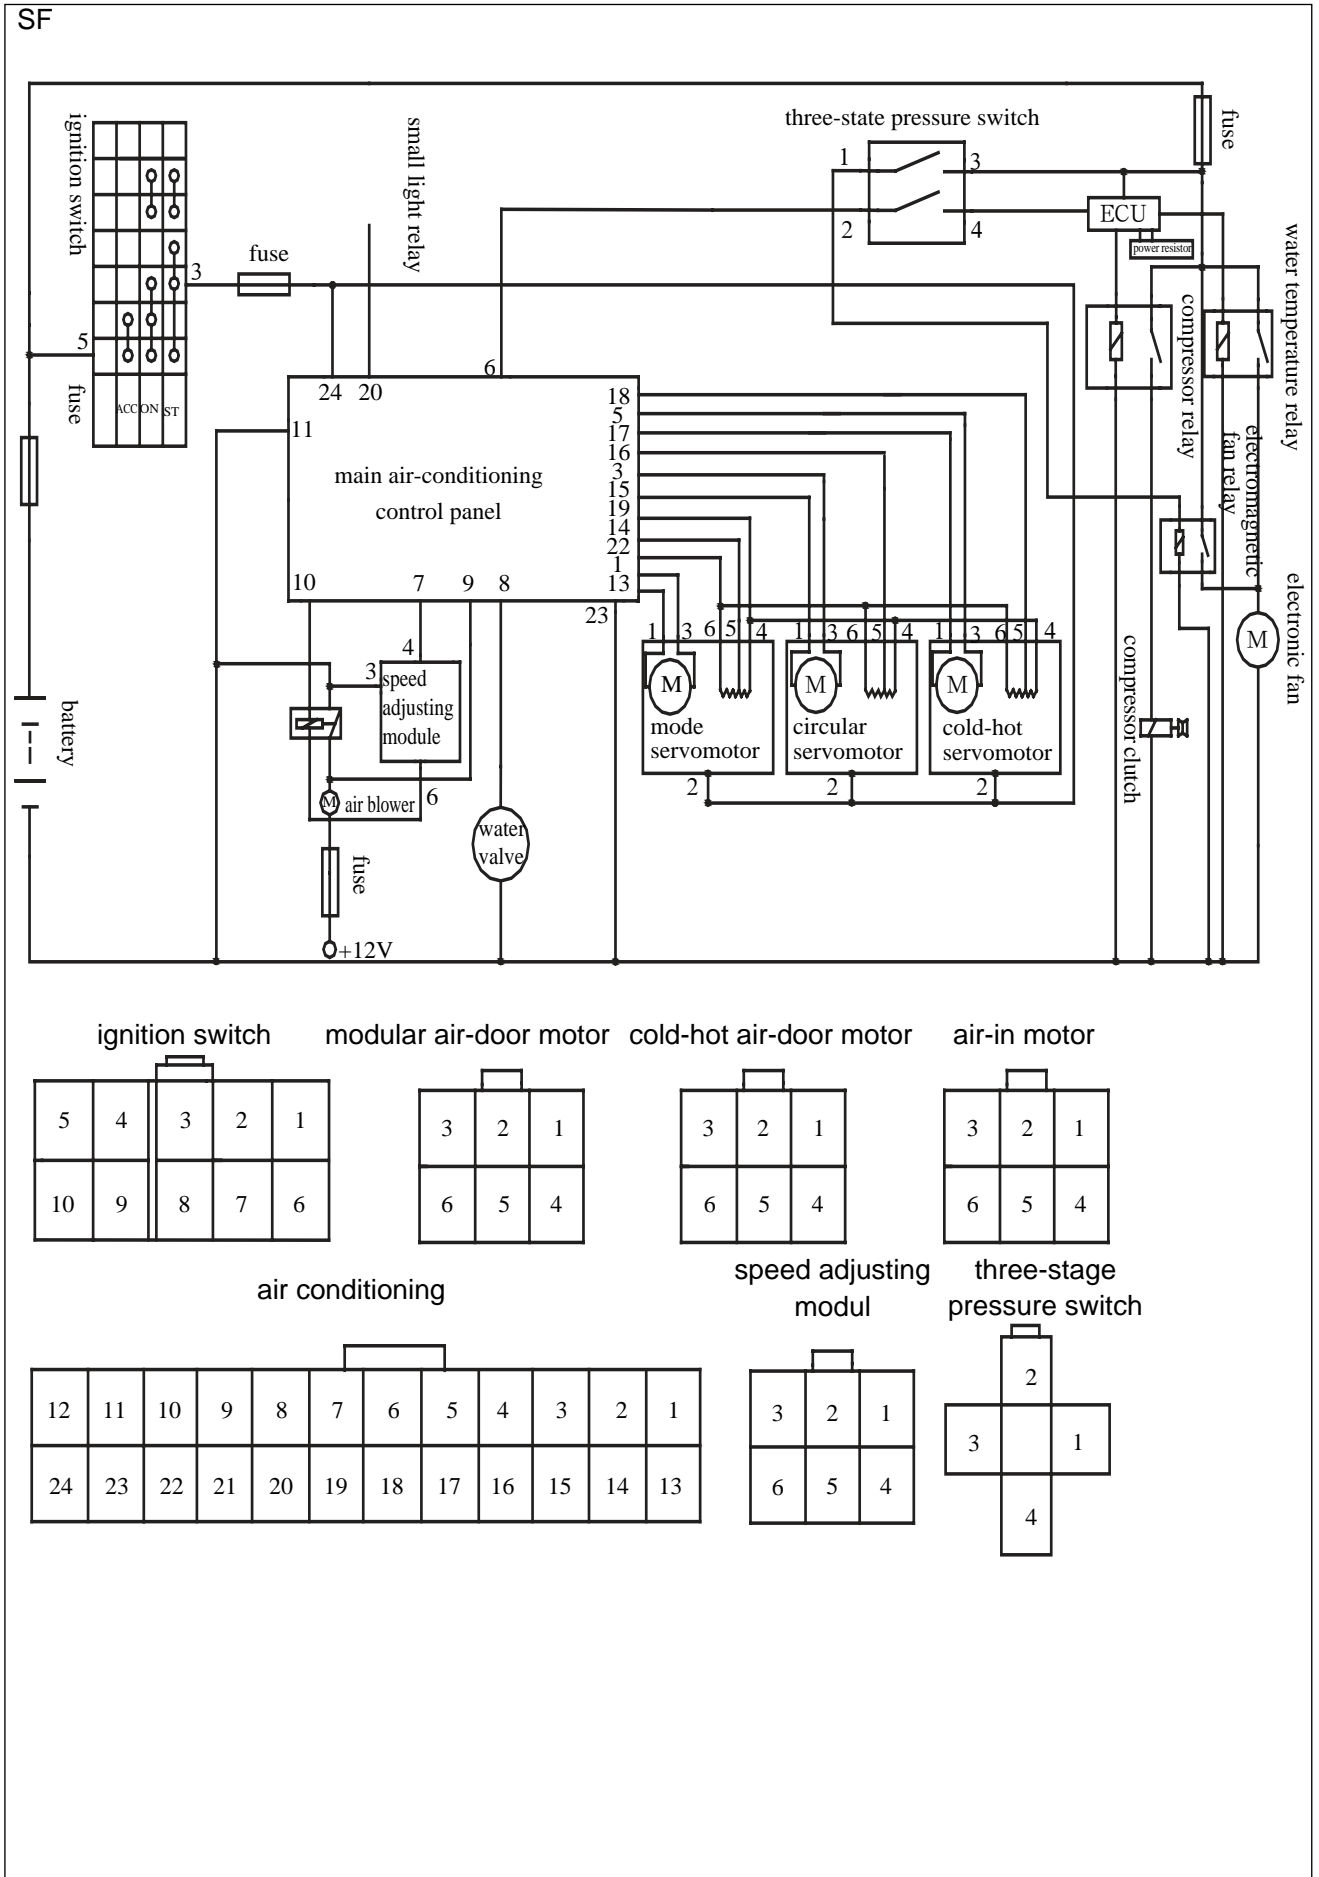 SF
three-state pressure switch
fuse
ignition switch
small light relay
1
3
2
4
ECU
power resistor
fuse
3
5
fuse
ACC
ON
ST
water temperature relay
compressor relay
electromagnetic
fan relay
electronic fan
compressor clutch
24
20
6
11
main air-conditioning
control panel
18
5
17
16
3
15
19
14
22
1
13
10
7
9
8
23
1
3
6
5
4
1
3
6
5
4
1
3
6
5
4
M
mode
servomotor
M
circular
servomotor
M
cold-hot
servomotor
M
2
2
2
4
3
speed
adjusting
module
6
M
air blower
water
valve
fuse
+12V
battery
ignition switch
modular air-door motor
cold-hot air-door motor
air-in motor
5 4 3 2 1
10 9 8 7 6
3 2 1
6 5 4
3 2 1
6 5 4
3 2 1
6 5 4
air conditioning
speed adjusting
modul
three-stage
pressure switch
12 11 10 9 8 7 6 5 4 3 2 1
24 23 22 21 20 19 18 17 16 15 14 13
3 2 1
6 5 4
2
3 1
4